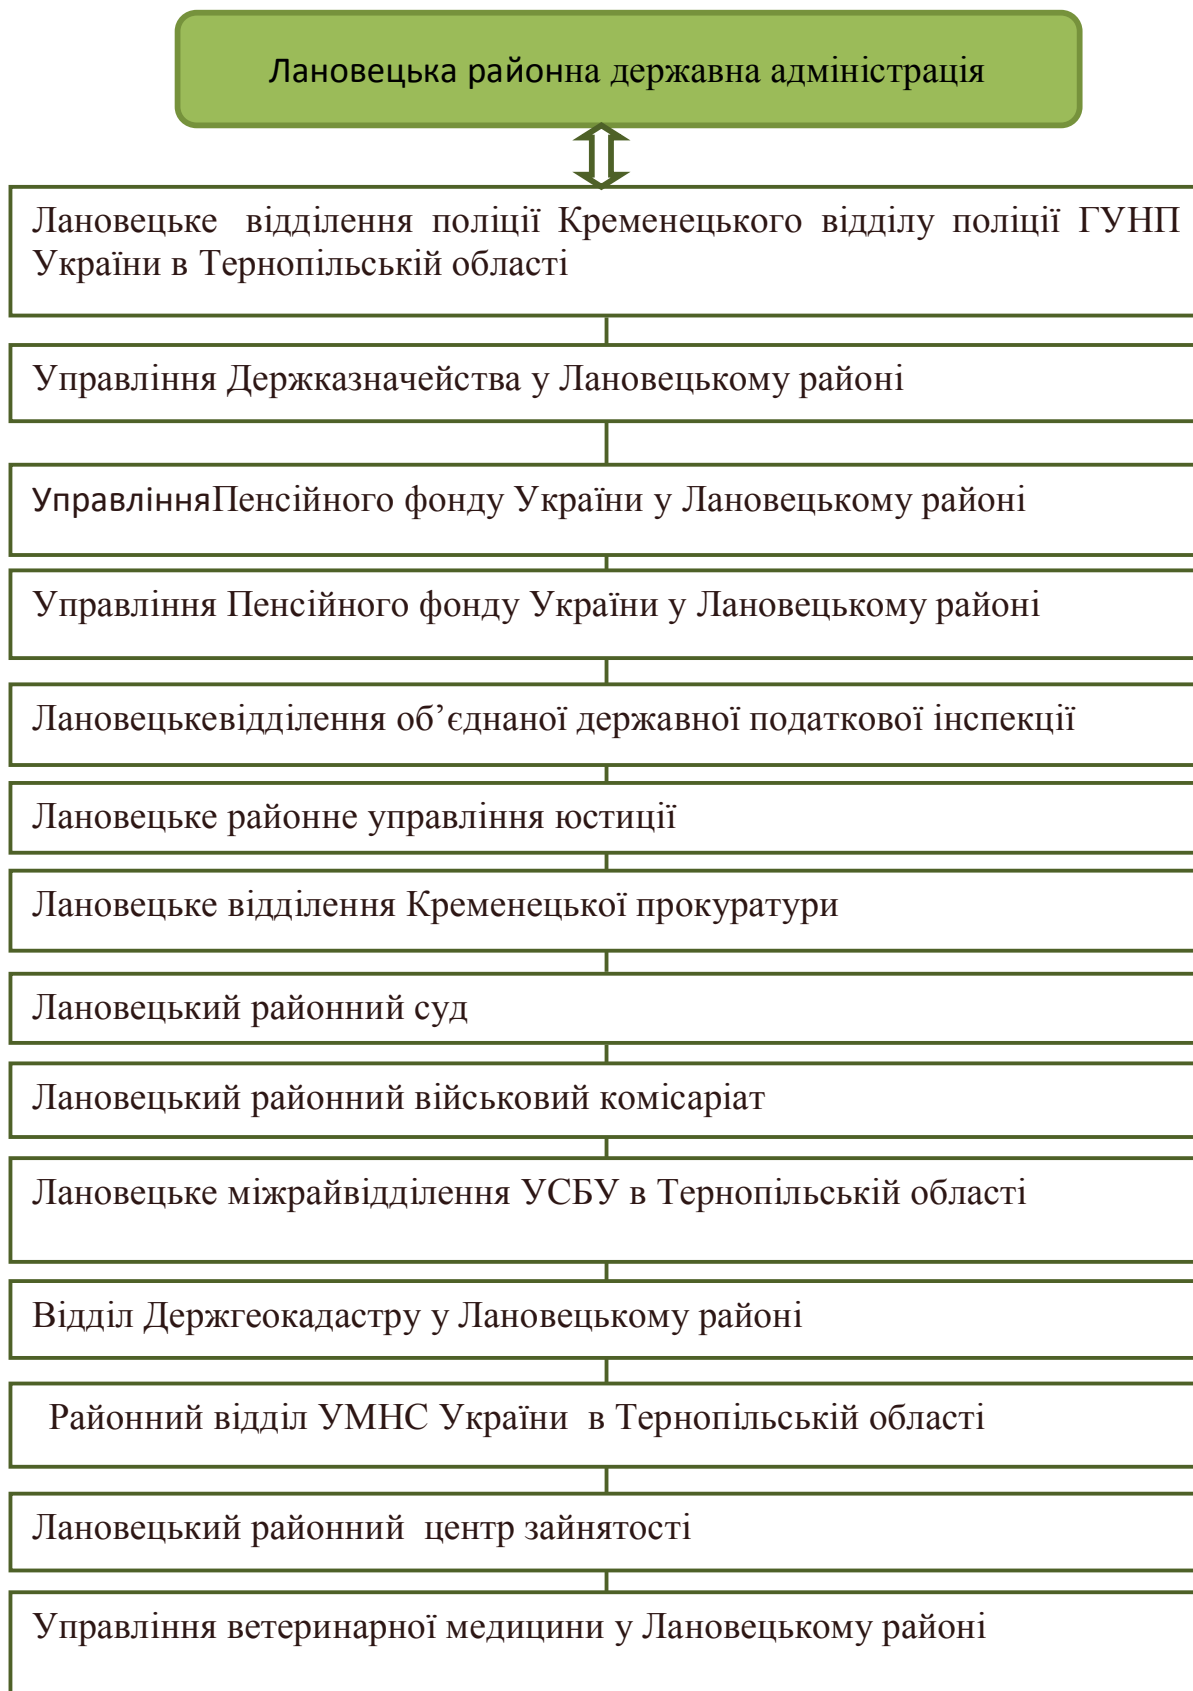 Лановецька районна державна адміністрація
Лановецьке відділення поліції Кременецького відділу поліції ГУНП
України в Тернопільській області
Управління Держказначейства у Лановецькому районі
УправлінняПенсійного фонду України у Лановецькому районі
Управління Пенсійного фонду України у Лановецькому районі
Лановецькевідділення об’єднаної державної податкової інспекції
Лановецьке районне управління юстиції
Лановецьке відділення Кременецької прокуратури
Лановецький районний суд
Лановецький районний військовий комісаріат
Лановецьке міжрайвідділення УСБУ в Тернопільській області
Відділ Держгеокадастру у Лановецькому районі
Районний відділ УМНС України в Тернопільській області
Лановецький районний центр зайнятості
Управління ветеринарної медицини у Лановецькому районі